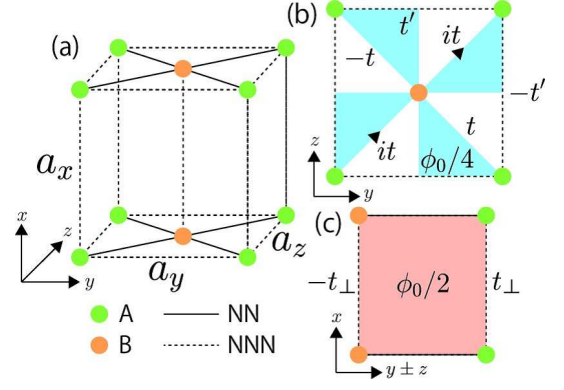 (a)
a_x
a_y
a_z
x
z
y
A
NN
B
NNN
(b)
t'
it
-t
-t'
t
it
ϕ₀/4
z
y
(c)
-t⊥
ϕ₀/2
t⊥
x
y ± z